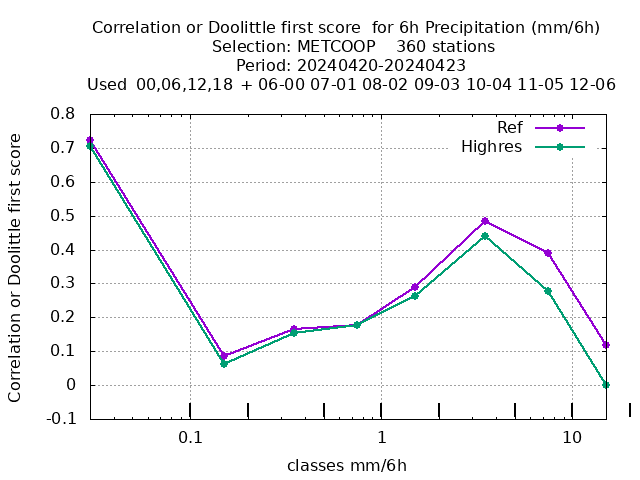 Correlation or Doolittle first score  for 6h Precipitation (mm/6h)
Selection: METCOOP    360 stations
Period: 20240420-20240423
Used  00,06,12,18  + 06-00 07-01 08-02 09-03 10-04 11-05 12-06
Ref
Highres
Correlation or Doolittle first score
0.8
0.7
0.6
0.5
0.4
0.3
0.2
0.1
0
-0.1
0.1
1
10
classes mm/6h